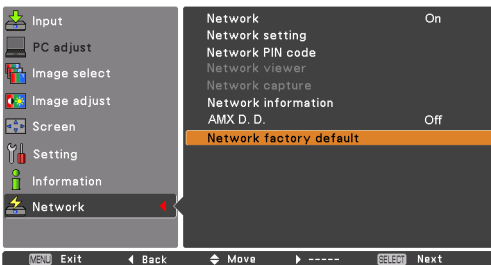 Input
PC adjust
Image select
Image adjust
Screen
Setting
Information
Network
Network On
Network setting
Network PIN code
Network viewer
Network capture
Network information
AMX D. D. Off
Network factory default
MENU Exit Back Move ----- SELECT Next